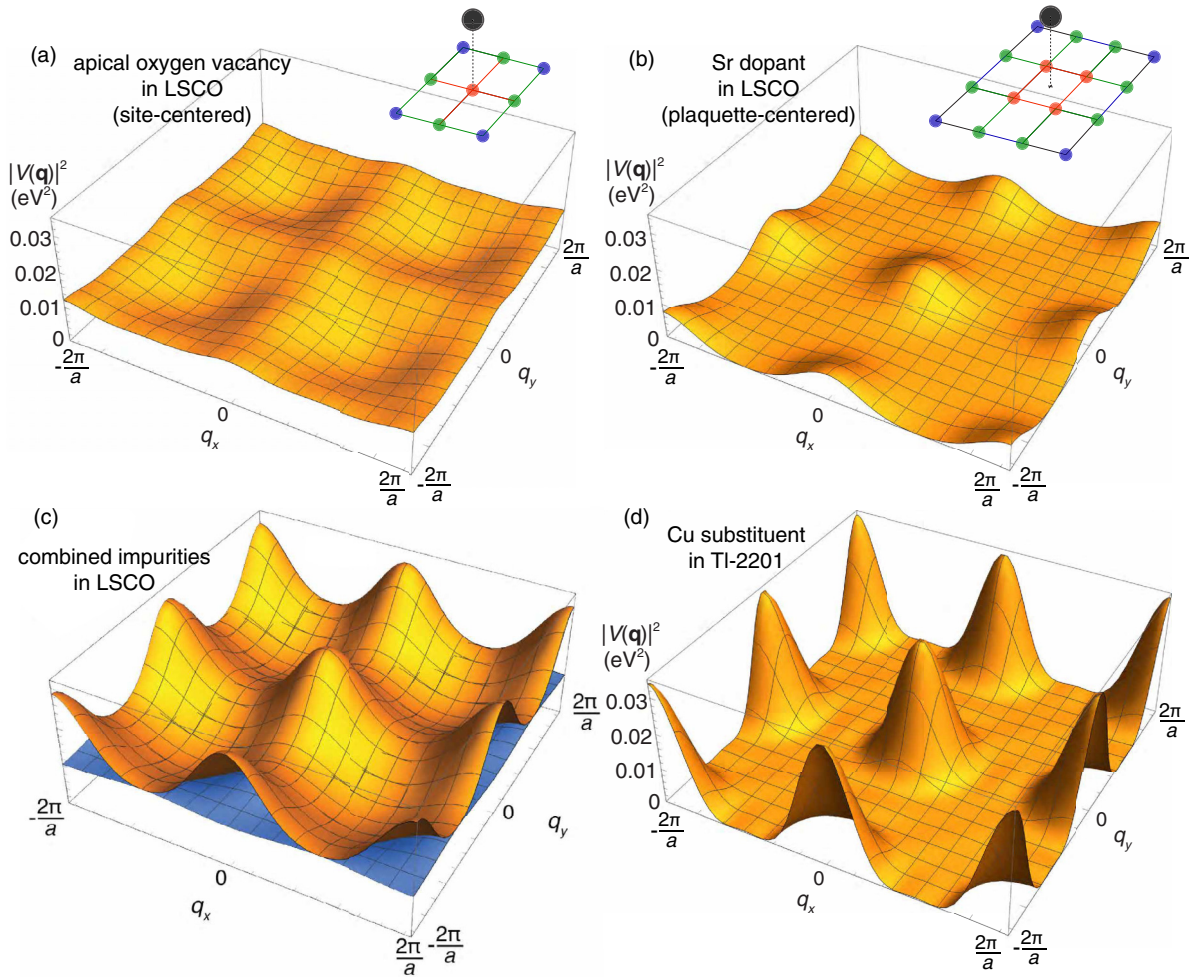 (a)
apical oxygen vacancy
in LSCO
(site-centered)
|V(q)|²
(eV²)
0.03
0.02
0.01
0
-2π/a
0
q_x
2π/a
-2π/a
0
q_y
2π/a
(b)
Sr dopant
in LSCO
(plaquette-centered)
|V(q)|²
(eV²)
0.03
0.02
0.01
0
-2π/a
0
q_x
2π/a
-2π/a
0
q_y
2π/a
(c)
combined impurities
in LSCO
-2π/a
0
q_x
2π/a
-2π/a
0
q_y
2π/a
(d)
Cu substituent
in Tl-2201
|V(q)|²
(eV²)
0.03
0.02
0.01
0
-2π/a
0
q_x
2π/a
-2π/a
0
q_y
2π/a